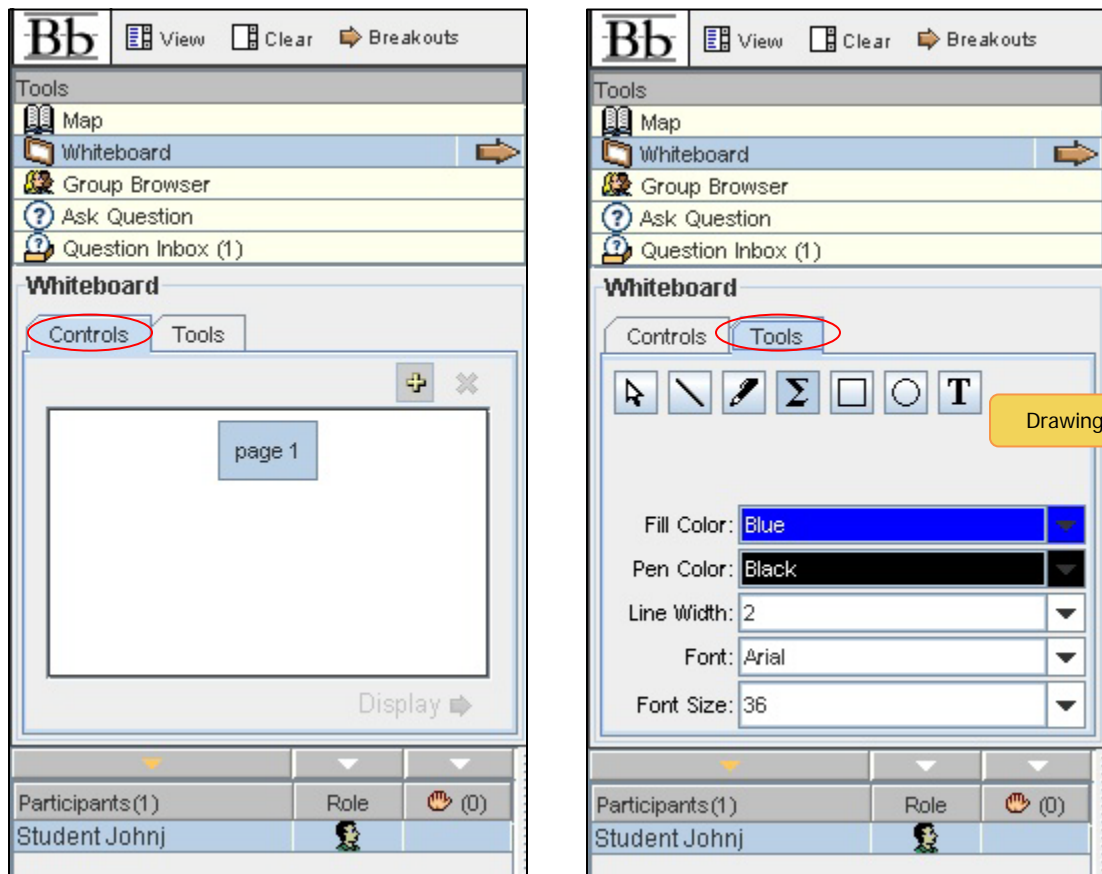 Bb View Clear Breakouts
Tools
Map
Whiteboard
Group Browser
? Ask Question
? Question Inbox (1)
Whiteboard
Controls Tools
page 1
Display
Participants(1) Role (0)
Student Johnj
Bb View Clear Breakouts
Tools
Map
Whiteboard
Group Browser
? Ask Question
? Question Inbox (1)
Whiteboard
Controls Tools
Σ T
Drawing
Fill Color: Blue
Pen Color: Black
Line Width: 2
Font: Arial
Font Size: 36
Participants(1) Role (0)
Student Johnj